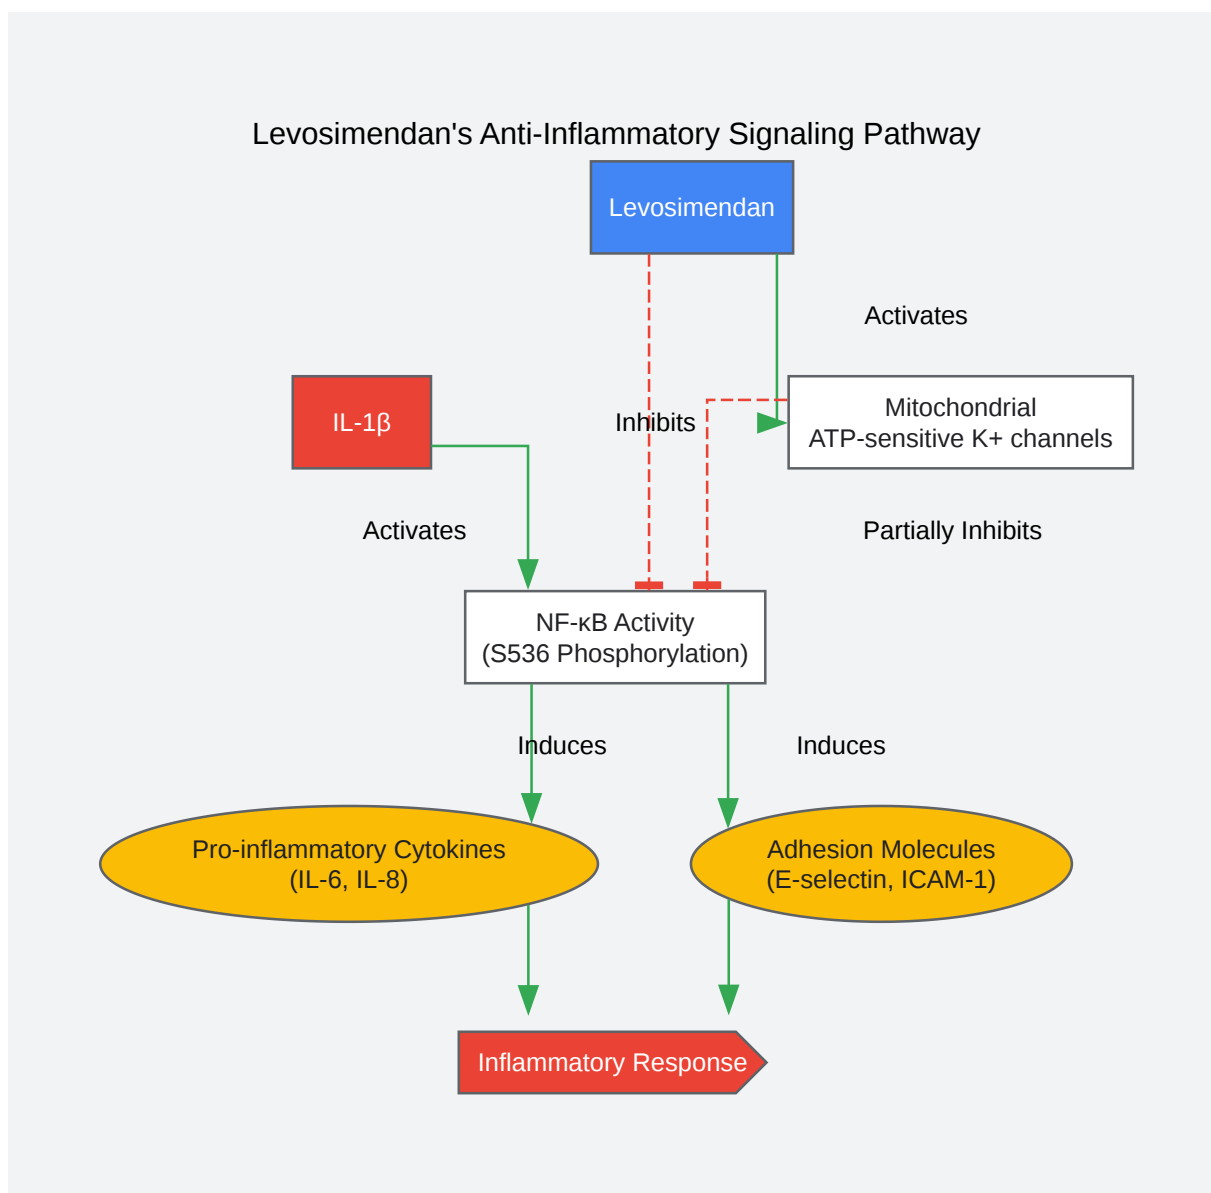 Levosimendan's Anti-Inflammatory Signaling Pathway
Levosimendan
Activates
IL-1β
Inhibits
Mitochondrial
ATP-sensitive K+ channels
Activates
Partially Inhibits
NF-κB Activity
(S536 Phosphorylation)
Induces
Induces
Pro-inflammatory Cytokines
(IL-6, IL-8)
Adhesion Molecules
(E-selectin, ICAM-1)
Inflammatory Response